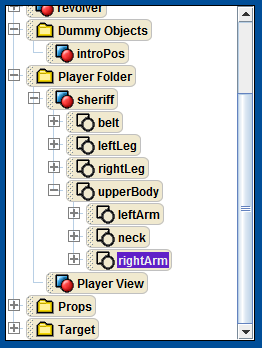 revolver
Dummy Objects
introPos
Player Folder
sheriff
belt
leftLeg
rightLeg
upperBody
leftArm
neck
rightArm
Player View
Props
Target